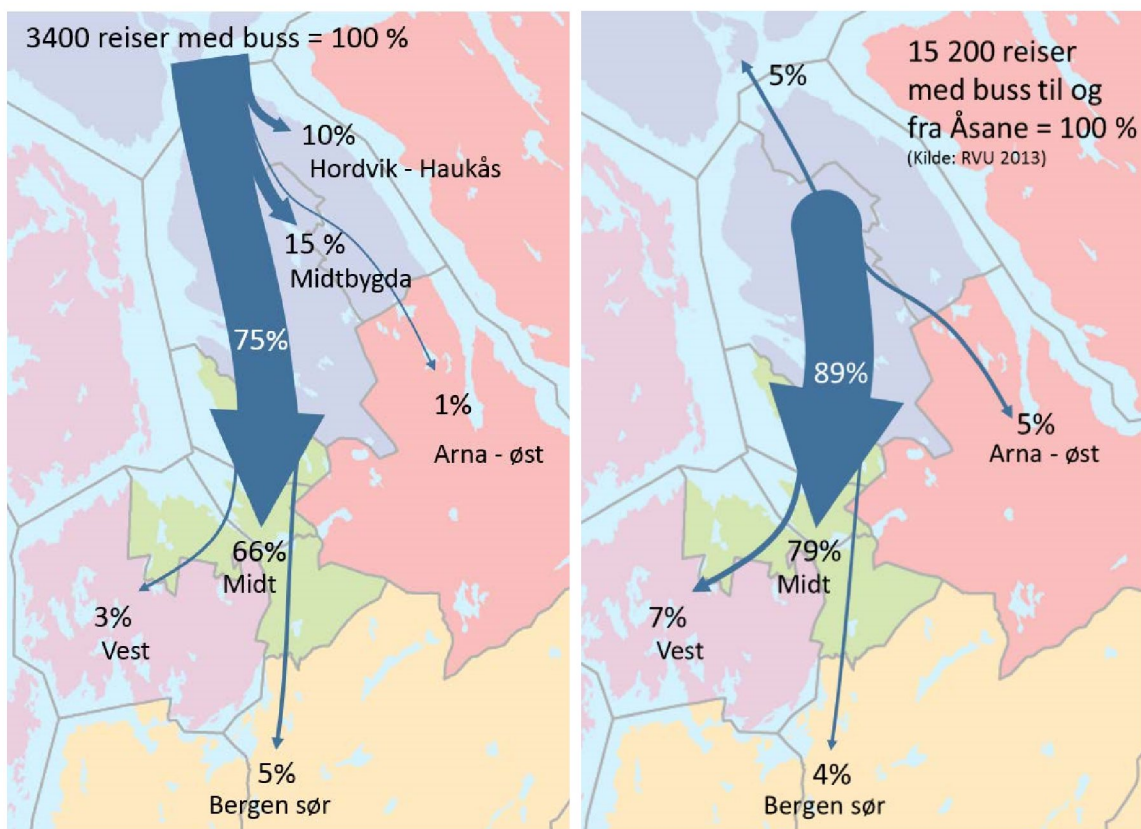 3400 reiser med buss = 100 %
10%
Hordvik - Haukås
15 %
Midtbygda
75%
1%
Arna - øst
66%
Midt
3%
Vest
5%
Bergen sør
5%
15 200 reiser
med buss til og
fra Åsane = 100 %
(Kilde: RVU 2013)
89%
5%
Arna - øst
79%
Midt
7%
Vest
4%
Bergen sør